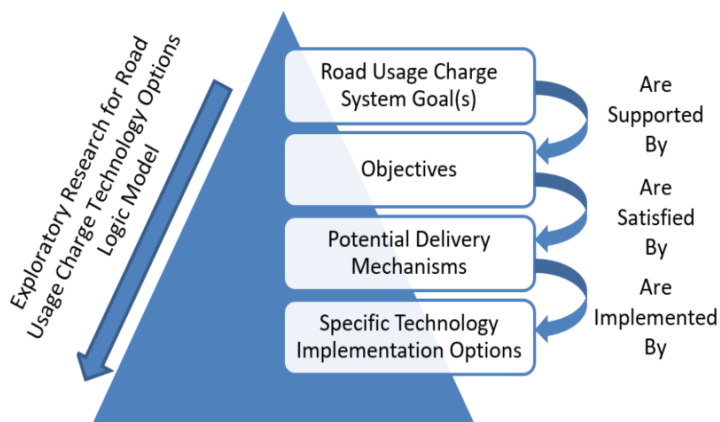 Exploratory Research for Road
Usage Charge Technology Options
Logic Model
Road Usage Charge
System Goal(s)
Are
Supported
By
Objectives
Are
Satisfied
By
Potential Delivery
Mechanisms
Are
Implemented
By
Specific Technology
Implementation Options